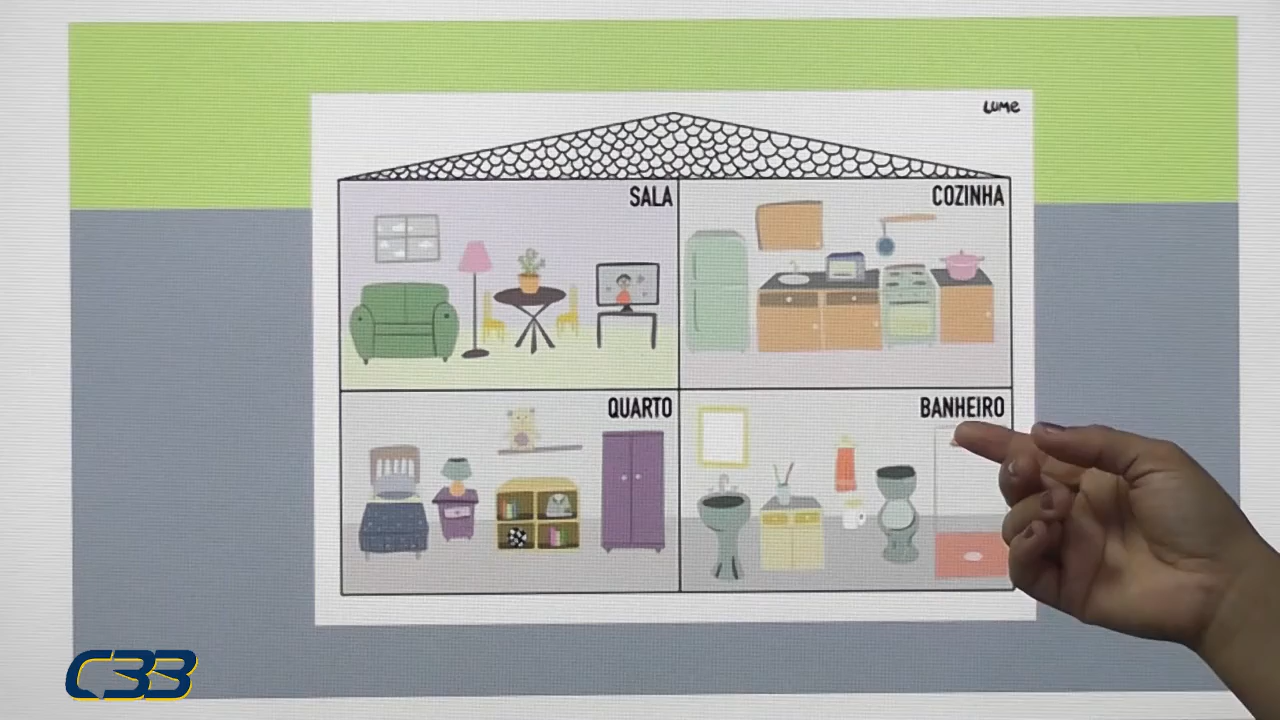 LUME
SALA
COZINHA
QUARTO
BANHEIRO
C33